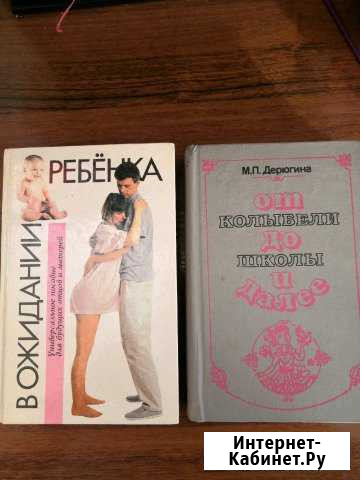 В ОЖИДАНИИ
РЕБЁНКА
Универсальное пособие
для будущих отцов и матерей
М.П. Дерюгина
от
КОЛЫБЕЛИ
до
ШКОЛЫ
и
далее
Интернет-
Кабинет.Ру